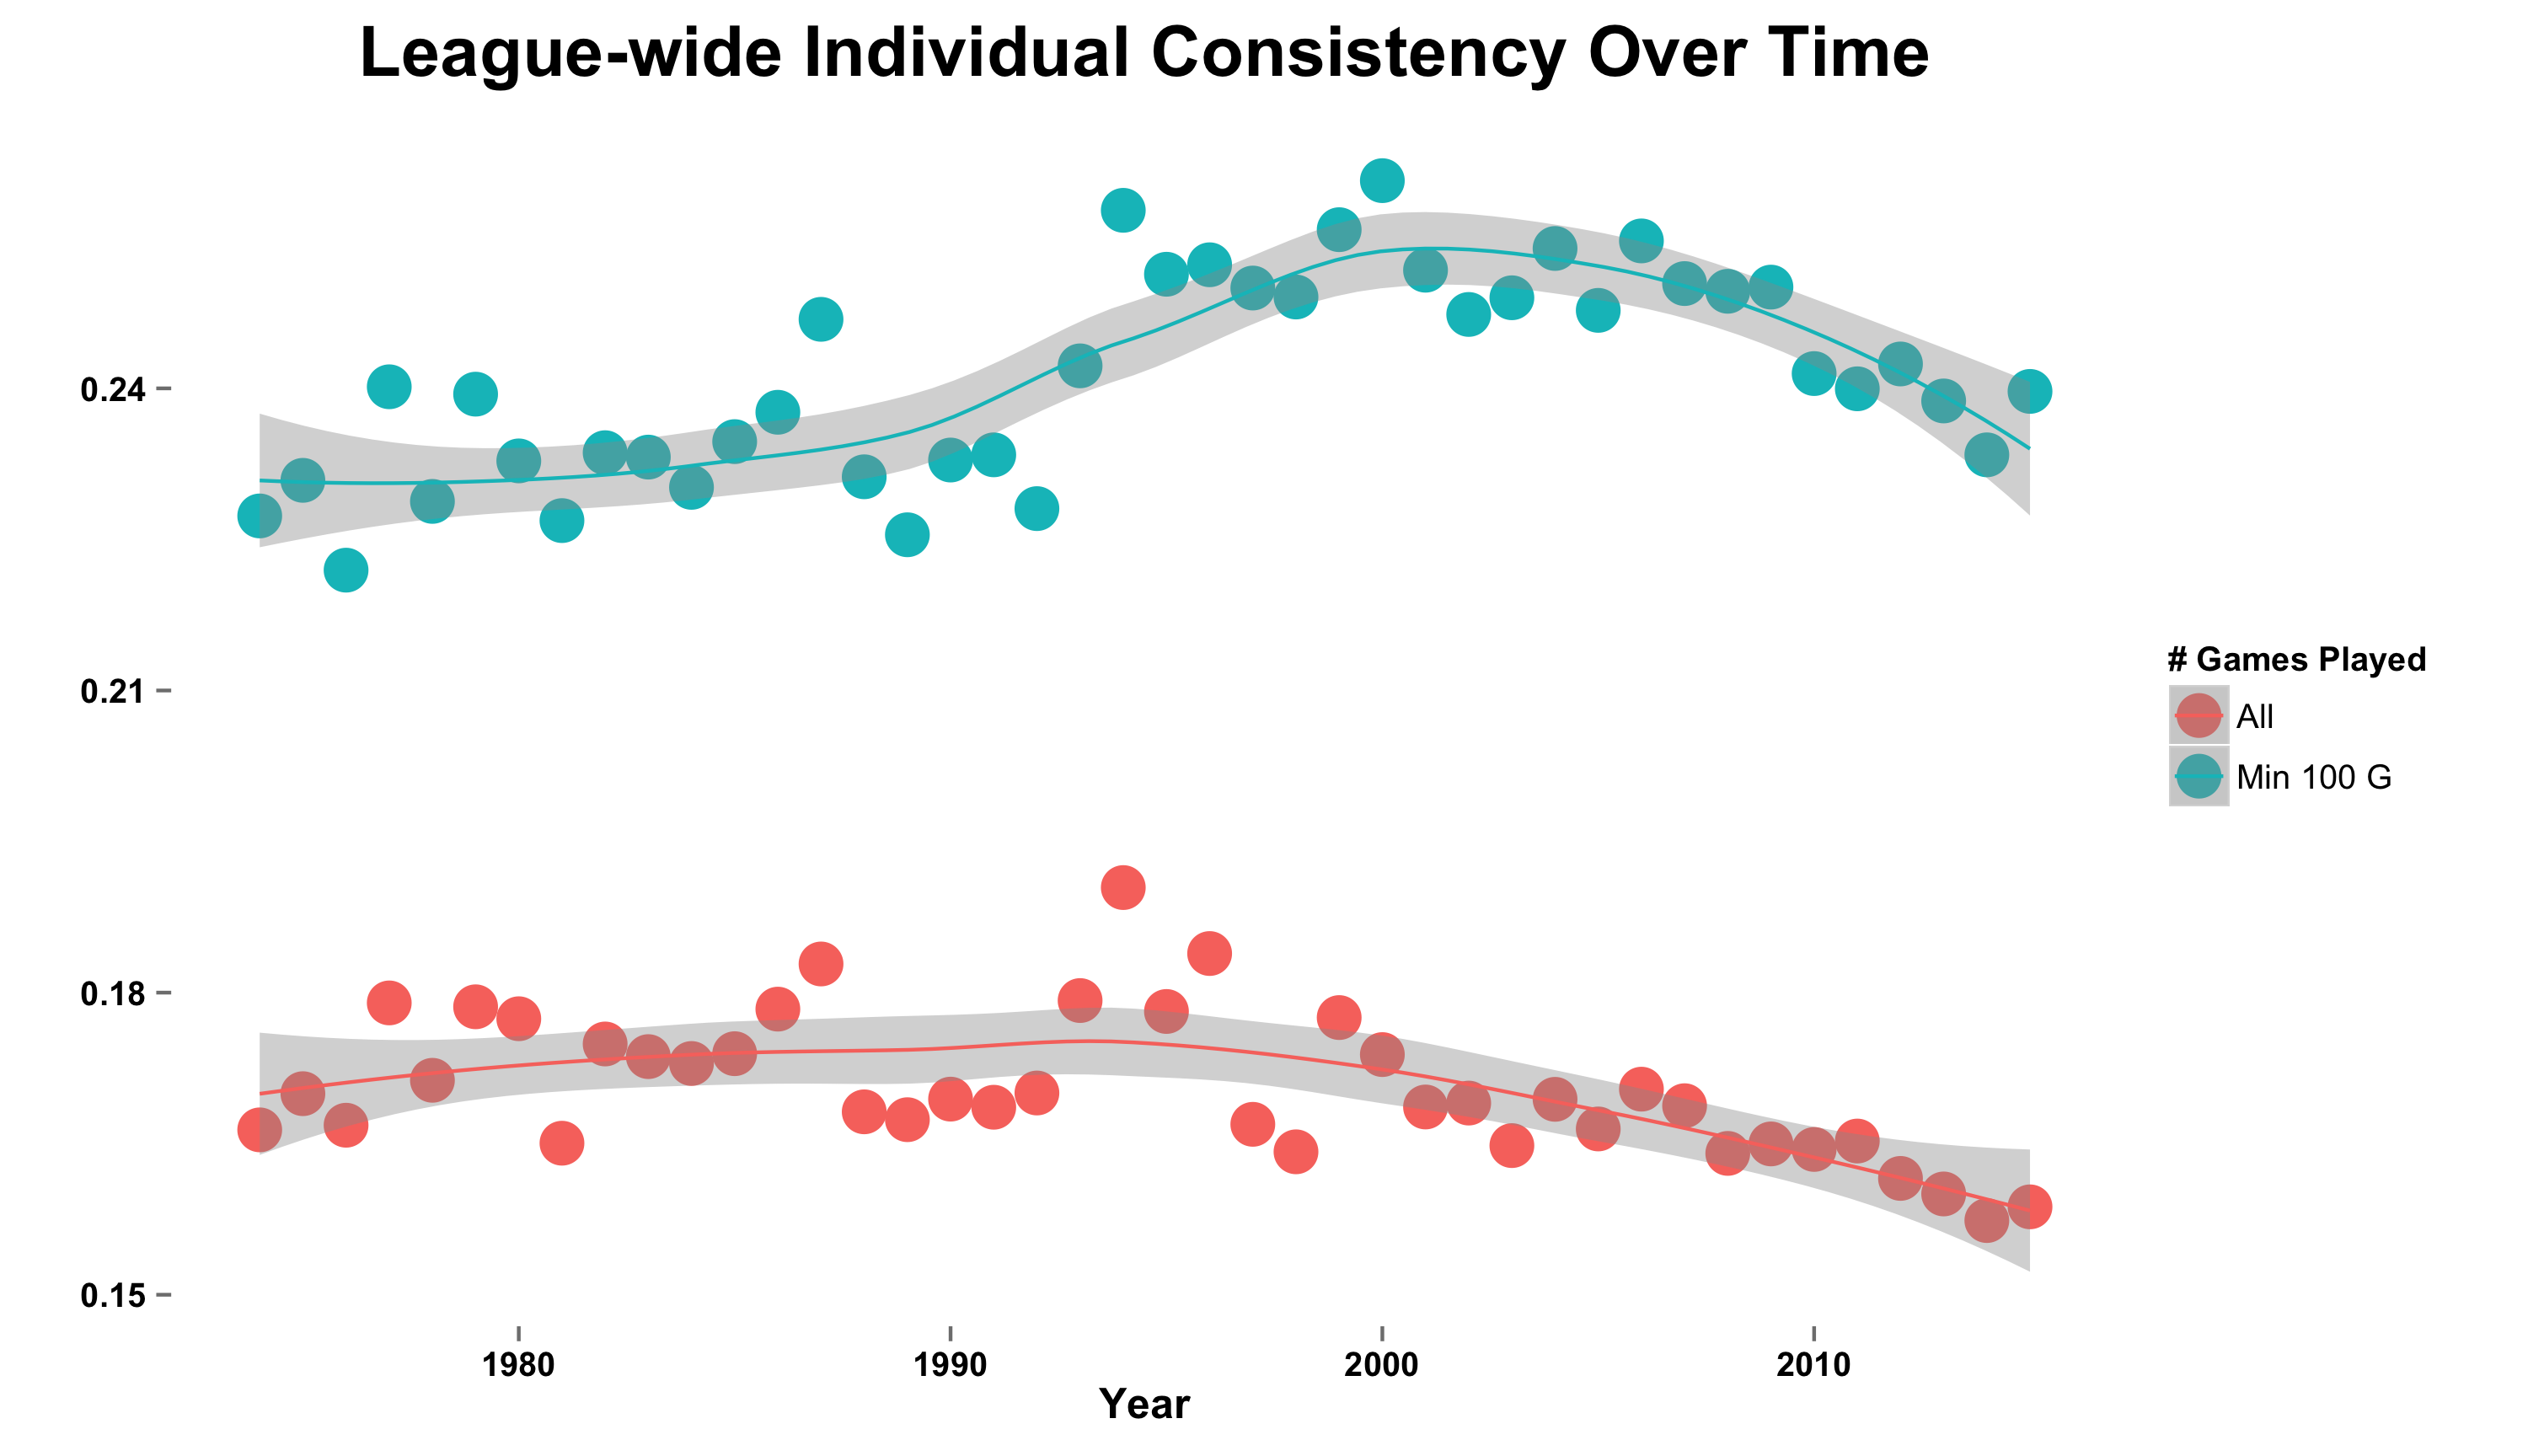 League-wide Individual Consistency Over Time
0.24
0.21
0.18
0.15
1980 1990 2000 2010
Year
# Games Played
All
Min 100 G